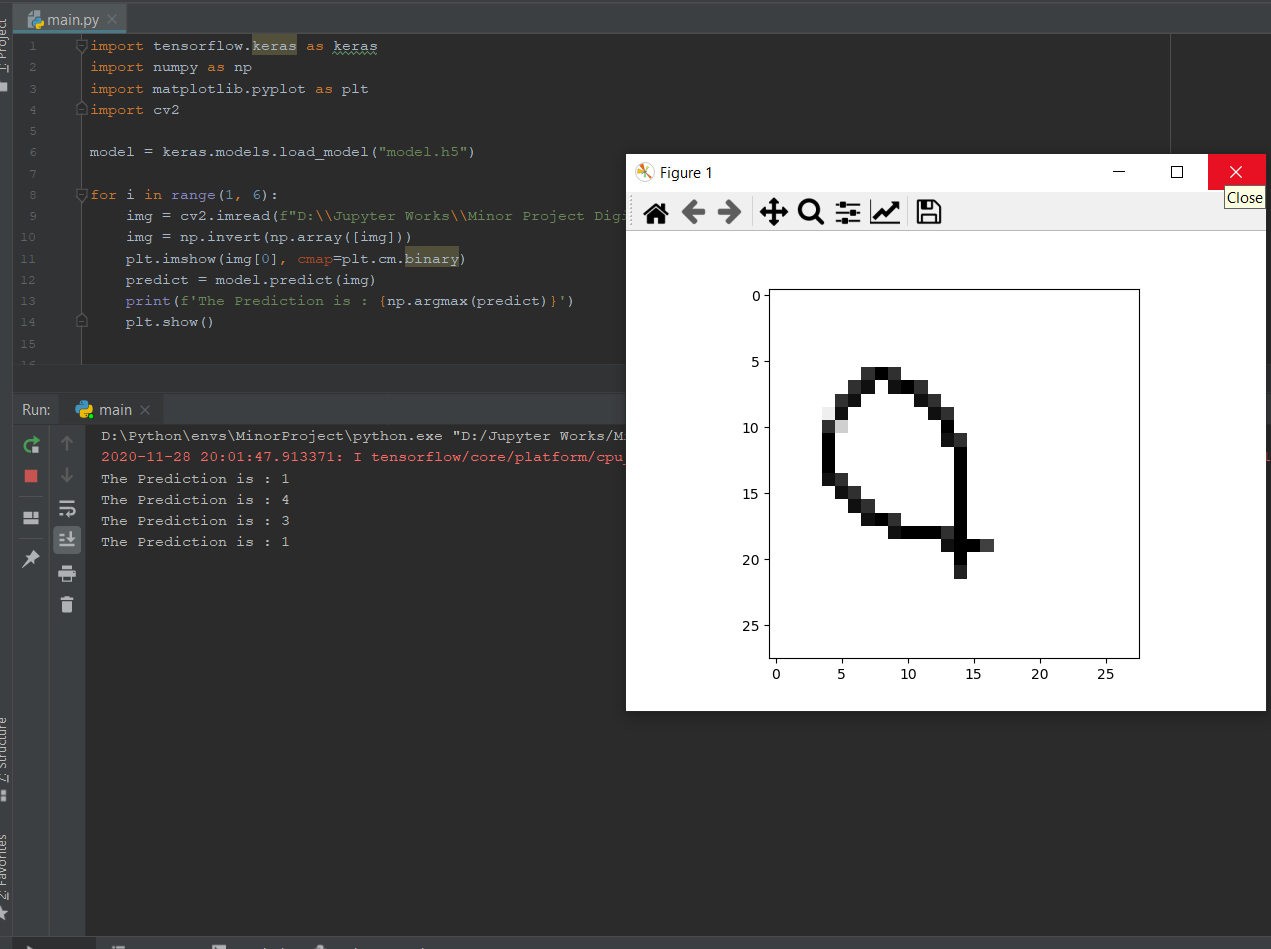 main.py
1: Project
1 import tensorflow.keras as keras
2 import numpy as np
3 import matplotlib.pyplot as plt
4 import cv2
5
6 model = keras.models.load_model("model.h5")
7
8 for i in range(1, 6):
9 img = cv2.imread(f"D:\\Jupyter Works\\Minor Project Digi
10 img = np.invert(np.array([img]))
11 plt.imshow(img[0], cmap=plt.cm.binary)
12 predict = model.predict(img)
13 print(f'The Prediction is : {np.argmax(predict)}')
14 plt.show()
15
16
Figure 1
Close
0
5
10
15
20
25
0 5 10 15 20 25
Run: main
D:\Python\envs\MinorProject\python.exe "D:/Jupyter Works/M
2020-11-28 20:01:47.913371: I tensorflow/core/platform/cpu_
The Prediction is : 1
The Prediction is : 4
The Prediction is : 3
The Prediction is : 1
7: Structure
2: Favorites